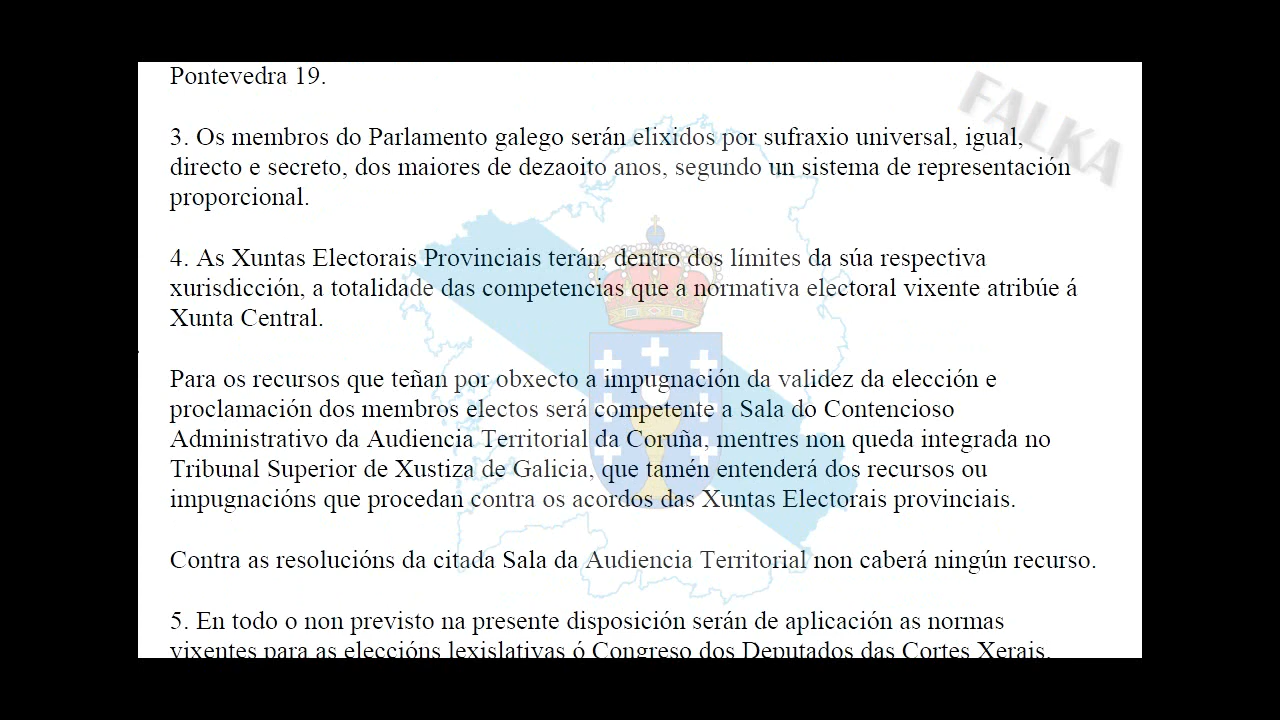 Pontevedra 19.
FALKA
3. Os membros do Parlamento galego serán elixidos por sufraxio universal, igual,
directo e secreto, dos maiores de dezaoito anos, segundo un sistema de representación
proporcional.
4. As Xuntas Electorais Provinciais terán, dentro dos límites da súa respectiva
xurisdicción, a totalidade das competencias que a normativa electoral vixente atribúe á
Xunta Central.
Para os recursos que teñan por obxecto a impugnación da validez da elección e
proclamación dos membros electos será competente a Sala do Contencioso
Administrativo da Audiencia Territorial da Coruña, mentres non queda integrada no
Tribunal Superior de Xustiza de Galicia, que tamén entenderá dos recursos ou
impugnacións que procedan contra os acordos das Xuntas Electorais provinciais.
Contra as resolucións da citada Sala da Audiencia Territorial non caberá ningún recurso.
5. En todo o non previsto na presente disposición serán de aplicación as normas
vixentes para as eleccións lexislativas ó Congreso dos Deputados das Cortes Xerais.